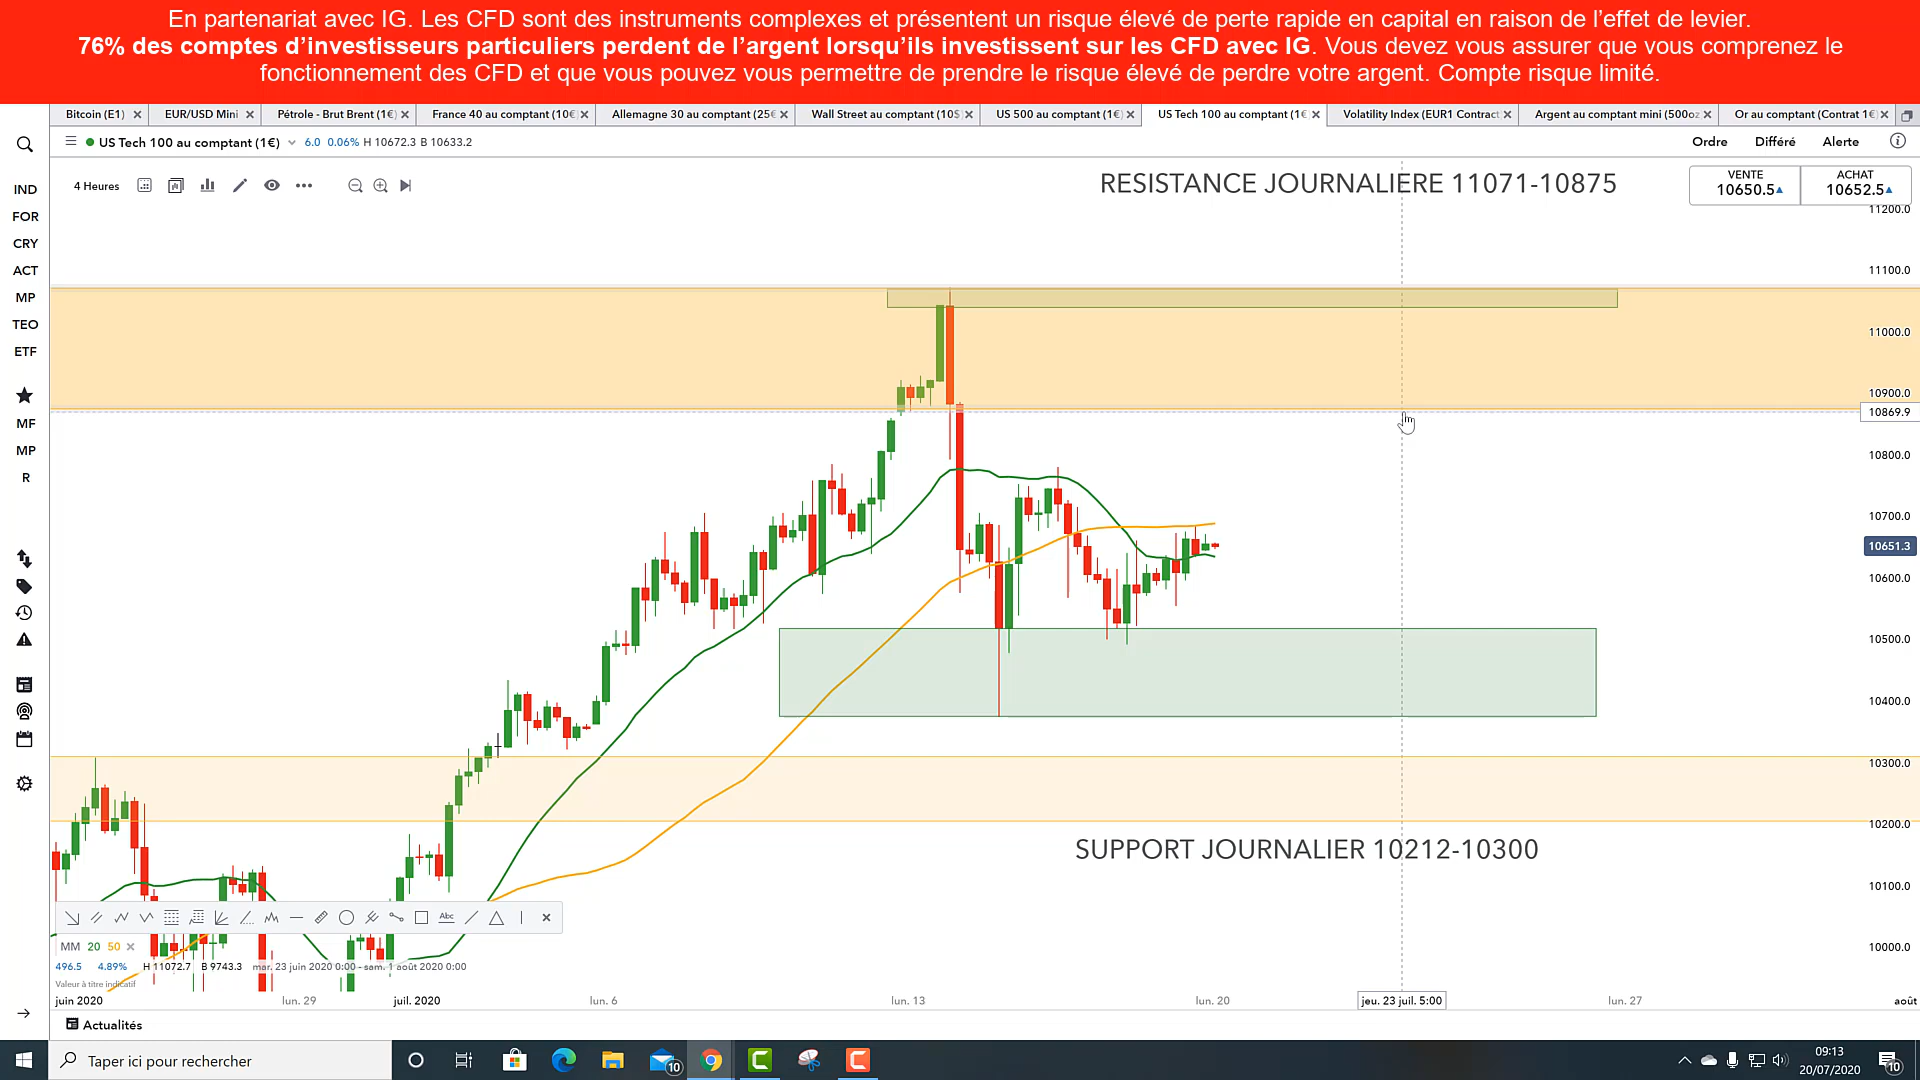 En partenariat avec IG. Les CFD sont des instruments complexes et présentent un risque élevé de perte rapide en capital en raison de l'effet de levier.
76% des comptes d'investisseurs particuliers perdent de l'argent lorsqu'ils investissent sur les CFD avec IG. Vous devez vous assurer que vous comprenez le
fonctionnement des CFD et que vous pouvez vous permettre de prendre le risque élevé de perdre votre argent. Compte risque limité.
Bitcoin (E1) EUR/USD Mini Pétrole - Brut Brent (1€) France 40 au comptant (10€) Allemagne 30 au comptant (25€ Wall Street au comptant (10$) US 500 au comptant (1€) US Tech 100 au comptant (1€ Volatility Index (EUR1 Contract) Argent au comptant mini (500oz Or au comptant (Contrat 1€)
US Tech 100 au comptant (1€) 6.0 0.06% H 10672.3 B 10633.2 Ordre Différé Alerte
4 Heures
RESISTANCE JOURNALIERE 11071-10875
VENTE
10650.5
ACHAT
10652.5
IND
FOR
CRY
ACT
MP
TEO
ETF
MF
MP
R
11200.0
11100.0
11000.0
10900.0
10869.9
10800.0
10700.0
10651.3
10600.0
10500.0
10400.0
10300.0
10200.0
10100.0
10000.0
SUPPORT JOURNALIER 10212-10300
Abc
MM 20 50
496.5 4.89% H 11072.7 B 9743.3 mar. 23 juin 2020 0:00 - sam. 1 août 2020 0:00
Valeur à titre indicatif
juin 2020 lun. 29 juil. 2020 lun. 6 lun. 13 lun. 20 jeu. 23 juil. 5:00 lun. 27 août
Actualités
Taper ici pour rechercher
10
09:13
20/07/2020
10